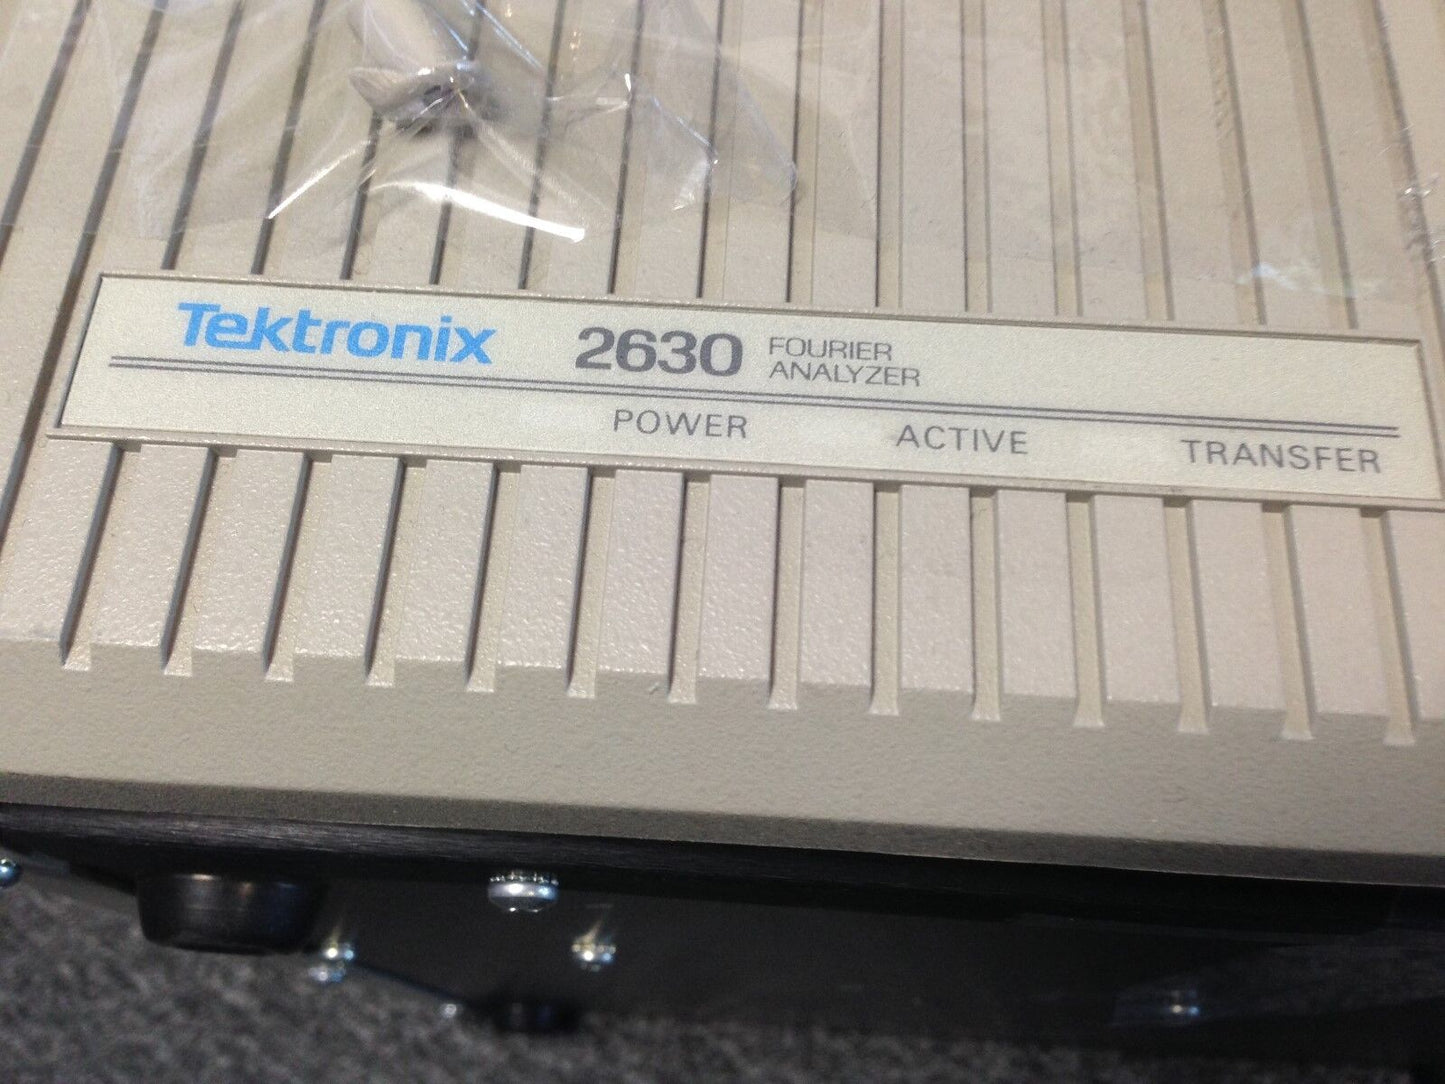 Tektronix 2630 FOURIER
ANALYZER
POWER ACTIVE TRANSFER